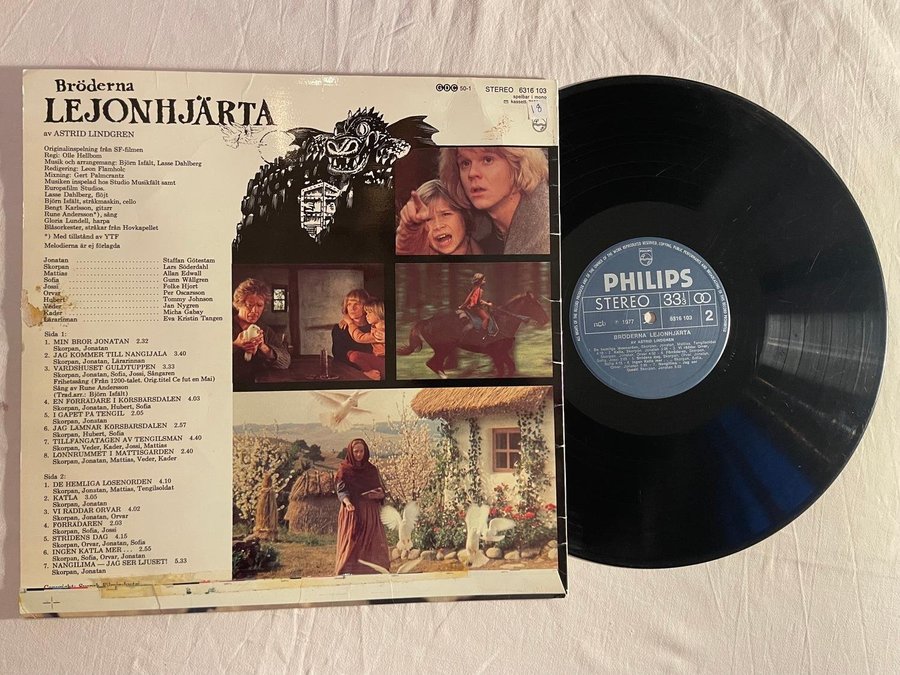 Bröderna
LEJONHJÄRTA
av ASTRID LINDGREN
GDC 50-1
STEREO 6316 103
spelbar i mono
18
PHILIPS
Originalinspelning från SF-filmen
Regi: Olle Hellbom
Musik och arrangemang: Björn Isfält, Lasse Dahlberg
Redigering: Leon Flamholc
Mixning: Gert Palmcrantz
Musiken inspelad hos Studio Musikfält samt
Europafilm Studios.
Lasse Dahlberg, flöjt
Björn Isfält, stråkmaskin, cello
Bengt Karlsson, gitarr
Rune Andersson*), sång
Gloris Lundell, harpa
Blåsorkester, stråkar från Hovkapellet
*) Med tillstånd av YTF
Melodierna är ej förlagda
Jonatan Staffan Götestam
Skorpan Lars Söderdahl
Mattias Allan Edwall
Sofia Gunn Wållgren
Jossi Folke Hjort
Orvar Per Oscarsson
Hubert Tommy Johnson
Veder Jan Nygren
Kader Micha Gabay
Lärarinnan Eva Kristin Tangen
Sida 1:
1. MIN BROR JONATAN 2.32
Skorpan, Jonatan
2. JAG KOMMER TILL NANGIJALA 3.40
Skorpan, Jonatan, Lärarinnan
3. VÄRDSHUSET GULDTUPPEN 3.33
Skorpan, Jonatan, Sofia, Jossi, Sångaren
Frihetssång (Från 1200-talet. Orig.titel Ce fut en Mai)
Sång av Rune Andersson
(Trad.arr.: Björn Isfält)
4. EN FÖRRÄDARE I KÖRSBÄRSDALEN 4.03
Skorpan, Jonatan, Hubert, Sofia
5. I GAPET PÅ TENGIL 2.05
Skorpan, Jonatan
6. JAG LÄMNAR KÖRSBÄRSDALEN 2.57
Skorpan, Hubert, Sofia
7. TILLFÅNGATAGEN AV TENGILSMÄN 4.40
Skorpan, Veder, Kader, Jossi, Mattias
8. LÖNNRUMMET I MATTISGÅRDEN 2.40
Skorpan, Jonatan, Mattias, Veder, Kader
Sida 2:
1. DE HEMLIGA LÖSENORDEN 4.10
Skorpan, Jonatan, Mattias, Tengilsoldat
2. KATLA 3.05
Skorpan, Jonatan
3. VI RÄDDAR ORVAR 4.02
Skorpan, Jonatan, Orvar
4. FÖRRÄDAREN 2.03
Skorpan, Sofia, Jossi
5. STRIDENS DAG 4.15
Skorpan, Orvar, Jonatan, Sofia
6. INGEN KATLA MER... 2.55
Skorpan, Sofia, Orvar, Jonatan
7. NANGILIMA — JAG SER LJUSET! 5.33
Skorpan, Jonatan
PHILIPS
STEREO 33⅓
1977
6316 103
2
BRÖDERNA LEJONHJÄRTA
AV ASTRID LINDGREN